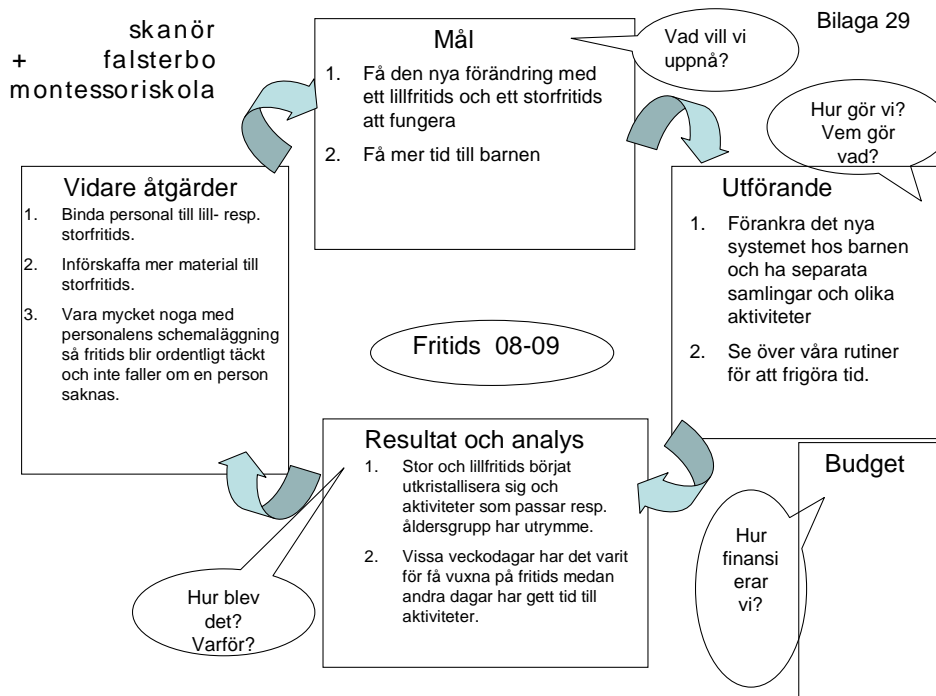 skanör
+ falsterbo
montessoriskola
Bilaga 29
Mål
1. Få den nya förändring med
ett lillfritids och ett storfritids
att fungera
2. Få mer tid till barnen
Vad vill vi
uppnå?
Hur gör vi?
Vem gör
vad?
Utförande
1. Förankra det nya
systemet hos barnen
och ha separata
samlingar och olika
aktiviteter
2. Se över våra rutiner
för att frigöra tid.
Vidare åtgärder
1. Binda personal till lill- resp.
storfritids.
2. Införskaffa mer material till
storfritids.
3. Vara mycket noga med
personalens schemaläggning
så fritids blir ordentligt täckt
och inte faller om en person
saknas.
Fritids 08-09
Resultat och analys
1. Stor och lillfritids börjat
utkristallisera sig och
aktiviteter som passar resp.
åldersgrupp har utrymme.
2. Vissa veckodagar har det varit
för få vuxna på fritids medan
andra dagar har gett tid till
aktiviteter.
Hur blev
det?
Varför?
Budget
Hur
finansi
erar
vi?